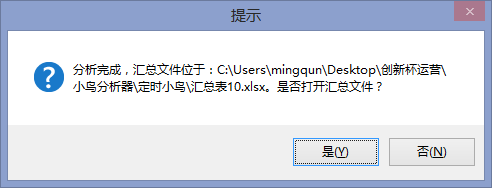 提示
分析完成，汇总文件位于：C:\Users\mingqun\Desktop\创新杯运营\
小鸟分析器\定时小鸟\汇总表10.xlsx。是否打开汇总文件？
是(Y)
否(N)